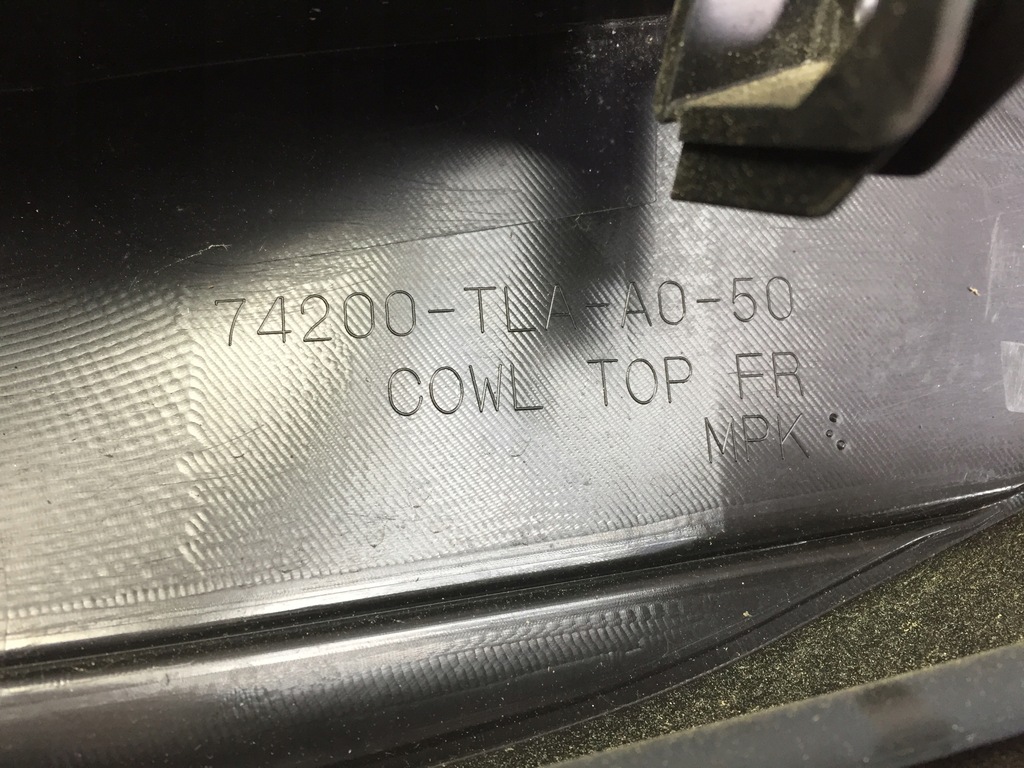 74200-TLA-A0-50
COWL TOP FR
MPK